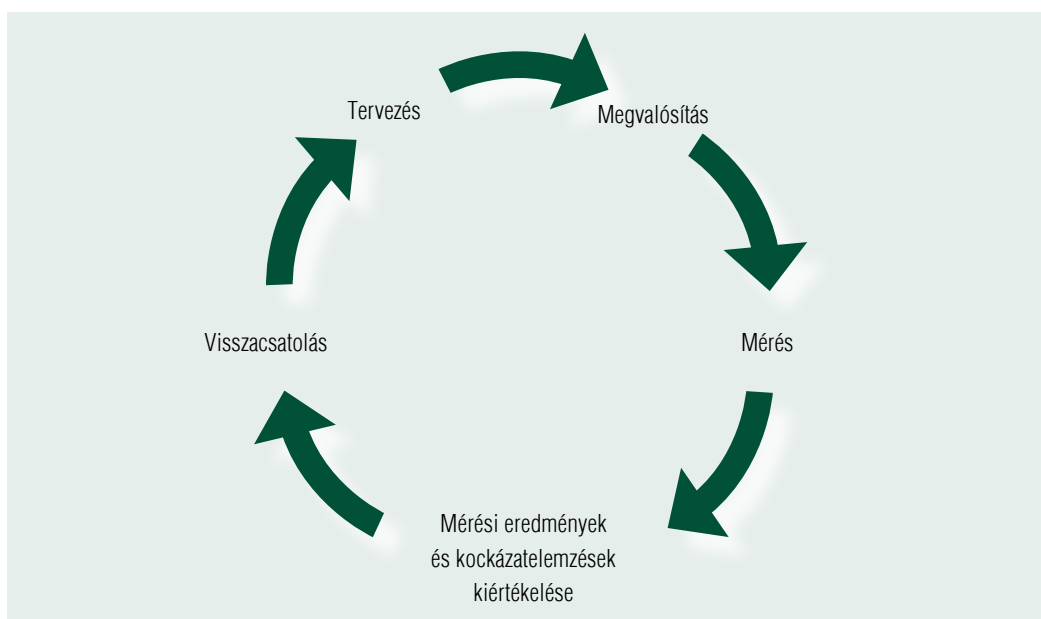 Tervezés
Megvalósítás
Mérés
Mérési eredmények
és kockázatelemzések
kiértékelése
Visszacsatolás